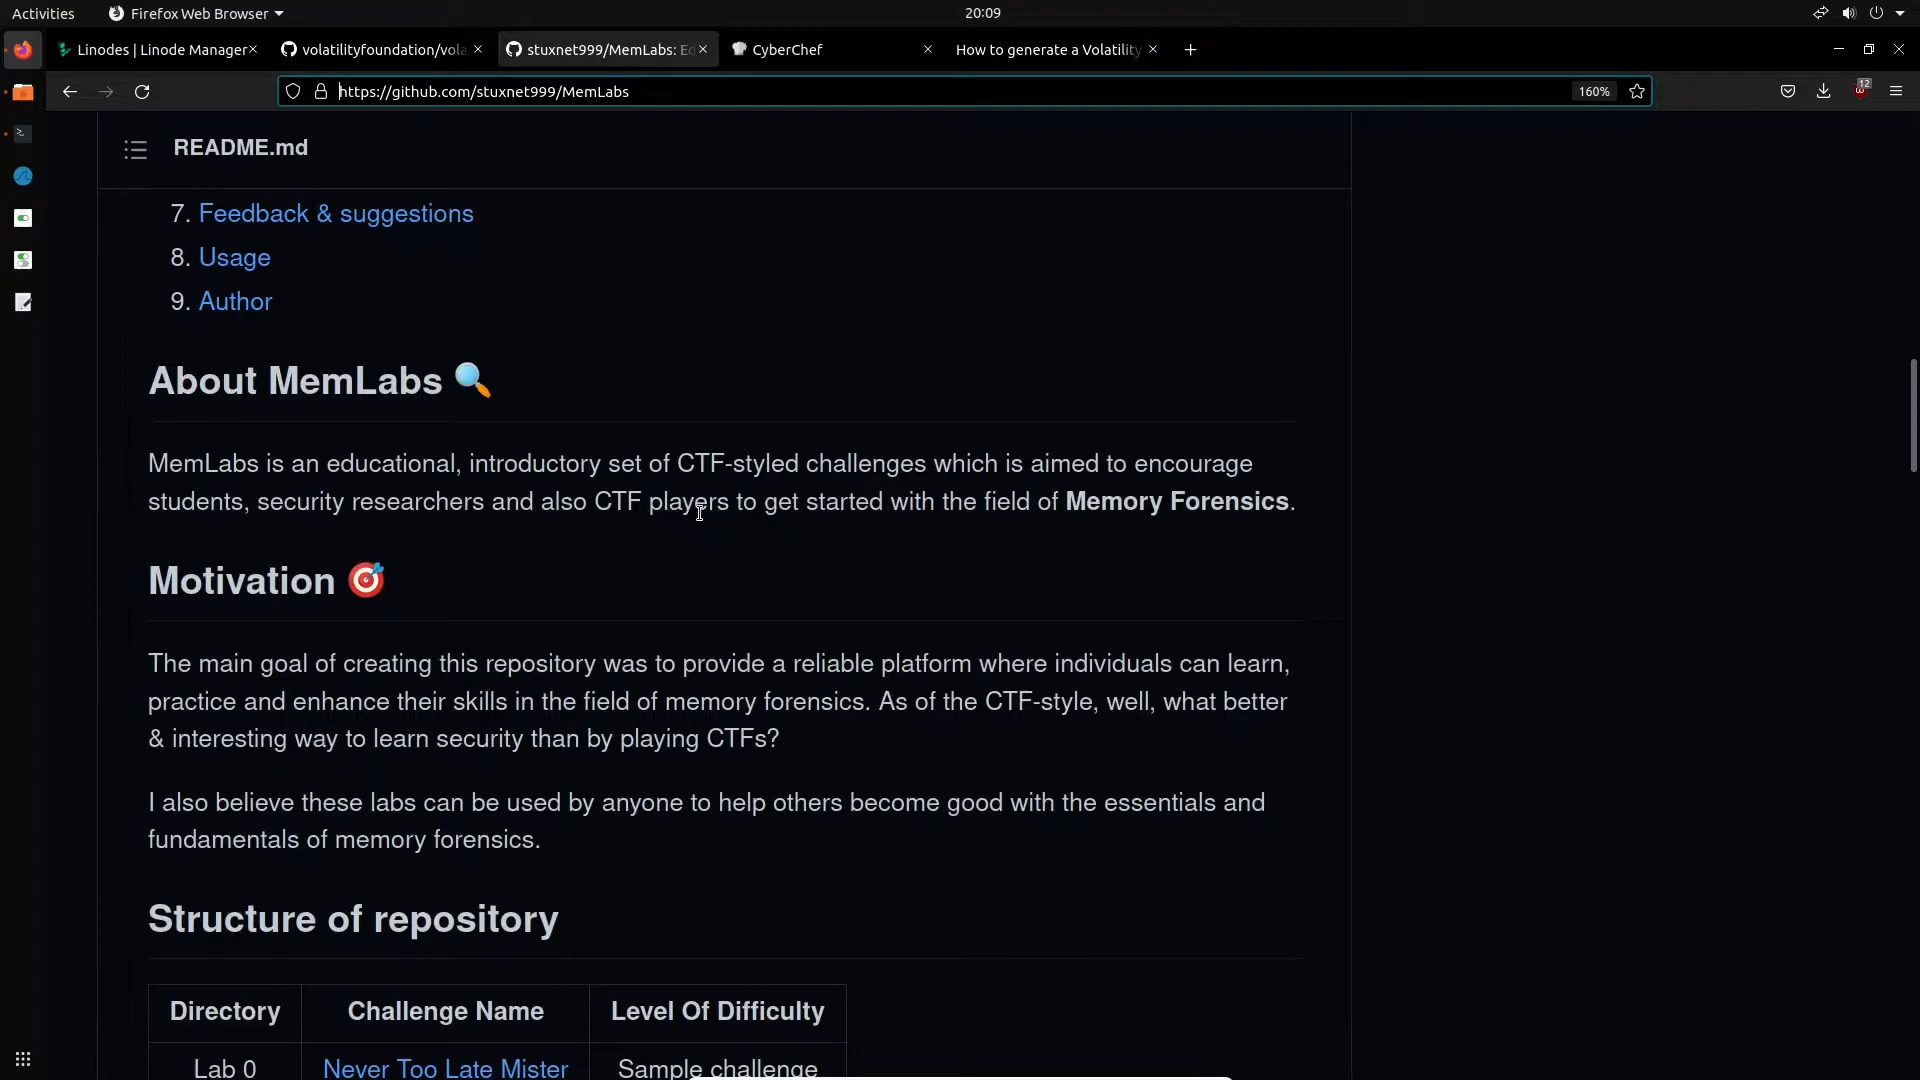 Activities Firefox Web Browser 20:09
Linodes | Linode Manager volatilityfoundation/vola stuxnet999/MemLabs: Ed CyberChef How to generate a Volatility
https://github.com/stuxnet999/MemLabs 160% 12
README.md
7. Feedback & suggestions
8. Usage
9. Author
About MemLabs 🔍
MemLabs is an educational, introductory set of CTF-styled challenges which is aimed to encourage
students, security researchers and also CTF players to get started with the field of Memory Forensics.
Motivation 🎯
The main goal of creating this repository was to provide a reliable platform where individuals can learn,
practice and enhance their skills in the field of memory forensics. As of the CTF-style, well, what better
& interesting way to learn security than by playing CTFs?
I also believe these labs can be used by anyone to help others become good with the essentials and
fundamentals of memory forensics.
Structure of repository
Directory Challenge Name Level Of Difficulty
Lab 0 Never Too Late Mister Sample challenge